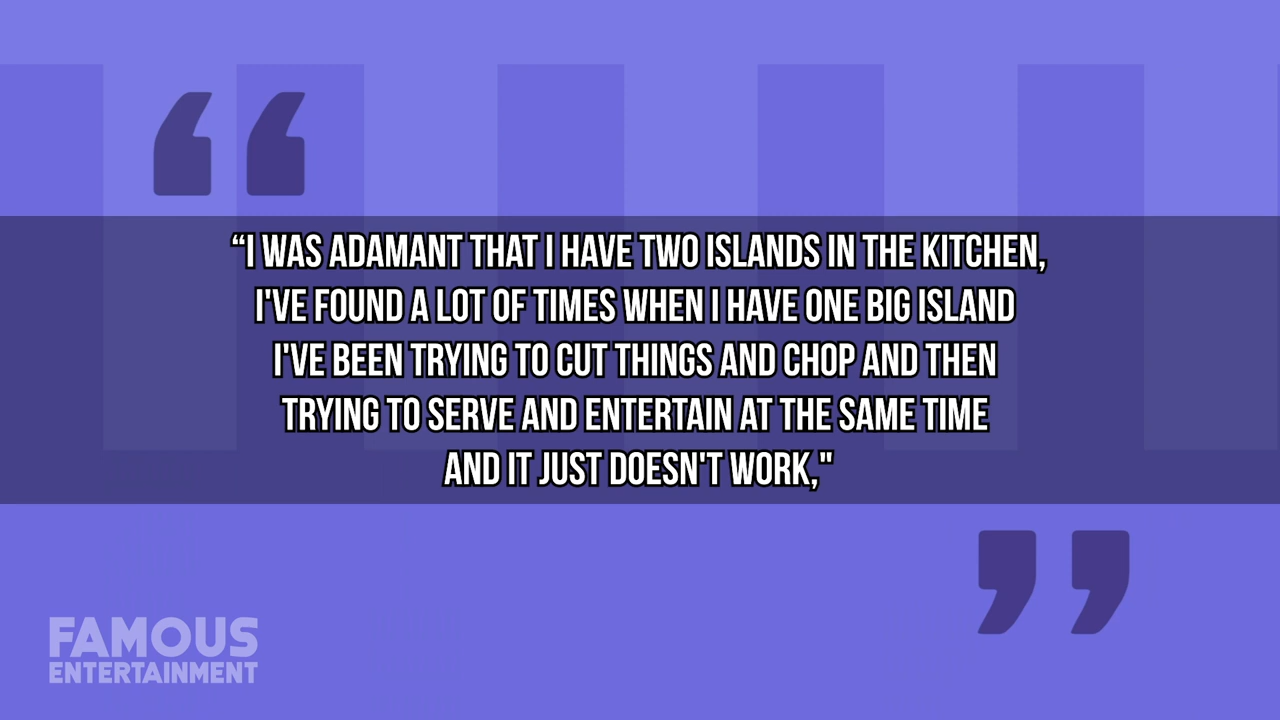 “I WAS ADAMANT THAT I HAVE TWO ISLANDS IN THE KITCHEN,
I'VE FOUND A LOT OF TIMES WHEN I HAVE ONE BIG ISLAND
I'VE BEEN TRYING TO CUT THINGS AND CHOP AND THEN
TRYING TO SERVE AND ENTERTAIN AT THE SAME TIME
AND IT JUST DOESN'T WORK,"
FAMOUS
ENTERTAINMENT